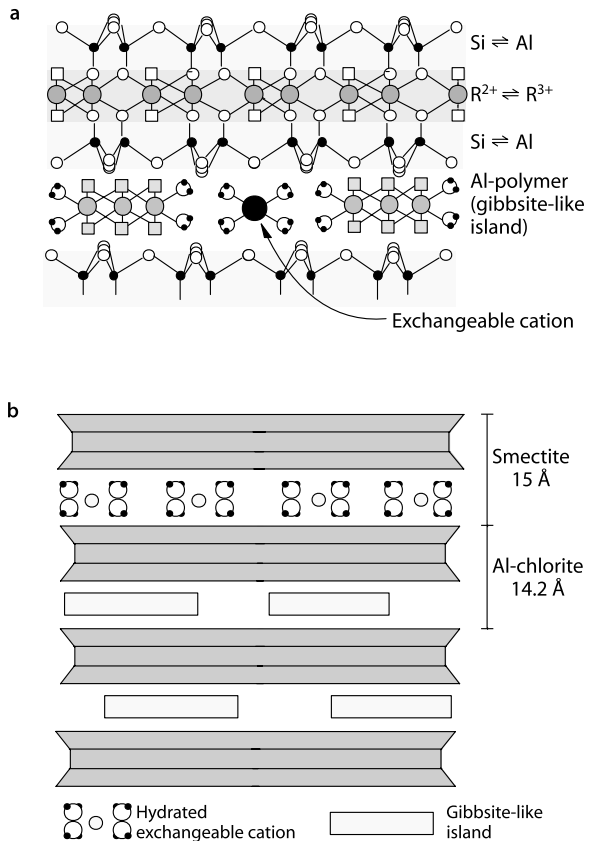 a
Si ⇌ Al
R²⁺ ⇌ R³⁺
Si ⇌ Al
Al-polymer
(gibbsite-like
island)
Exchangeable cation
b
Smectite
15 Å
Al-chlorite
14.2 Å
Hydrated
exchangeable cation
Gibbsite-like
island